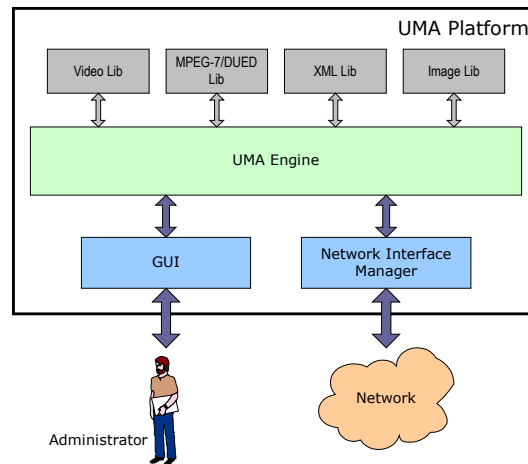 UMA Platform
Video Lib
MPEG-7/DUED
Lib
XML Lib
Image Lib
UMA Engine
GUI
Network Interface
Manager
Network
Administrator